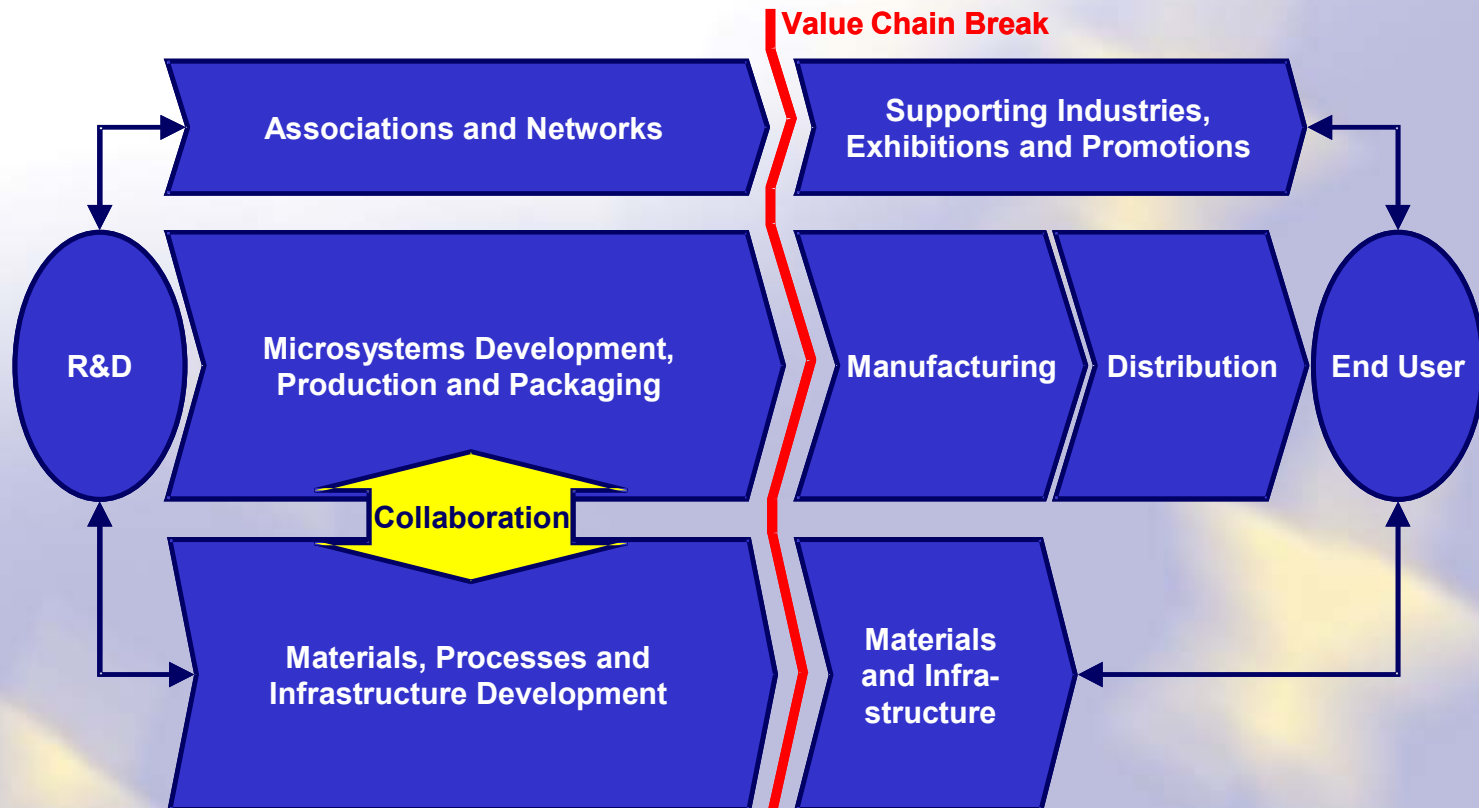 Value Chain Break
Associations and Networks
Supporting Industries,
Exhibitions and Promotions
R&D
Microsystems Development,
Production and Packaging
Manufacturing
Distribution
End User
Collaboration
Materials, Processes and
Infrastructure Development
Materials
and Infra-
structure